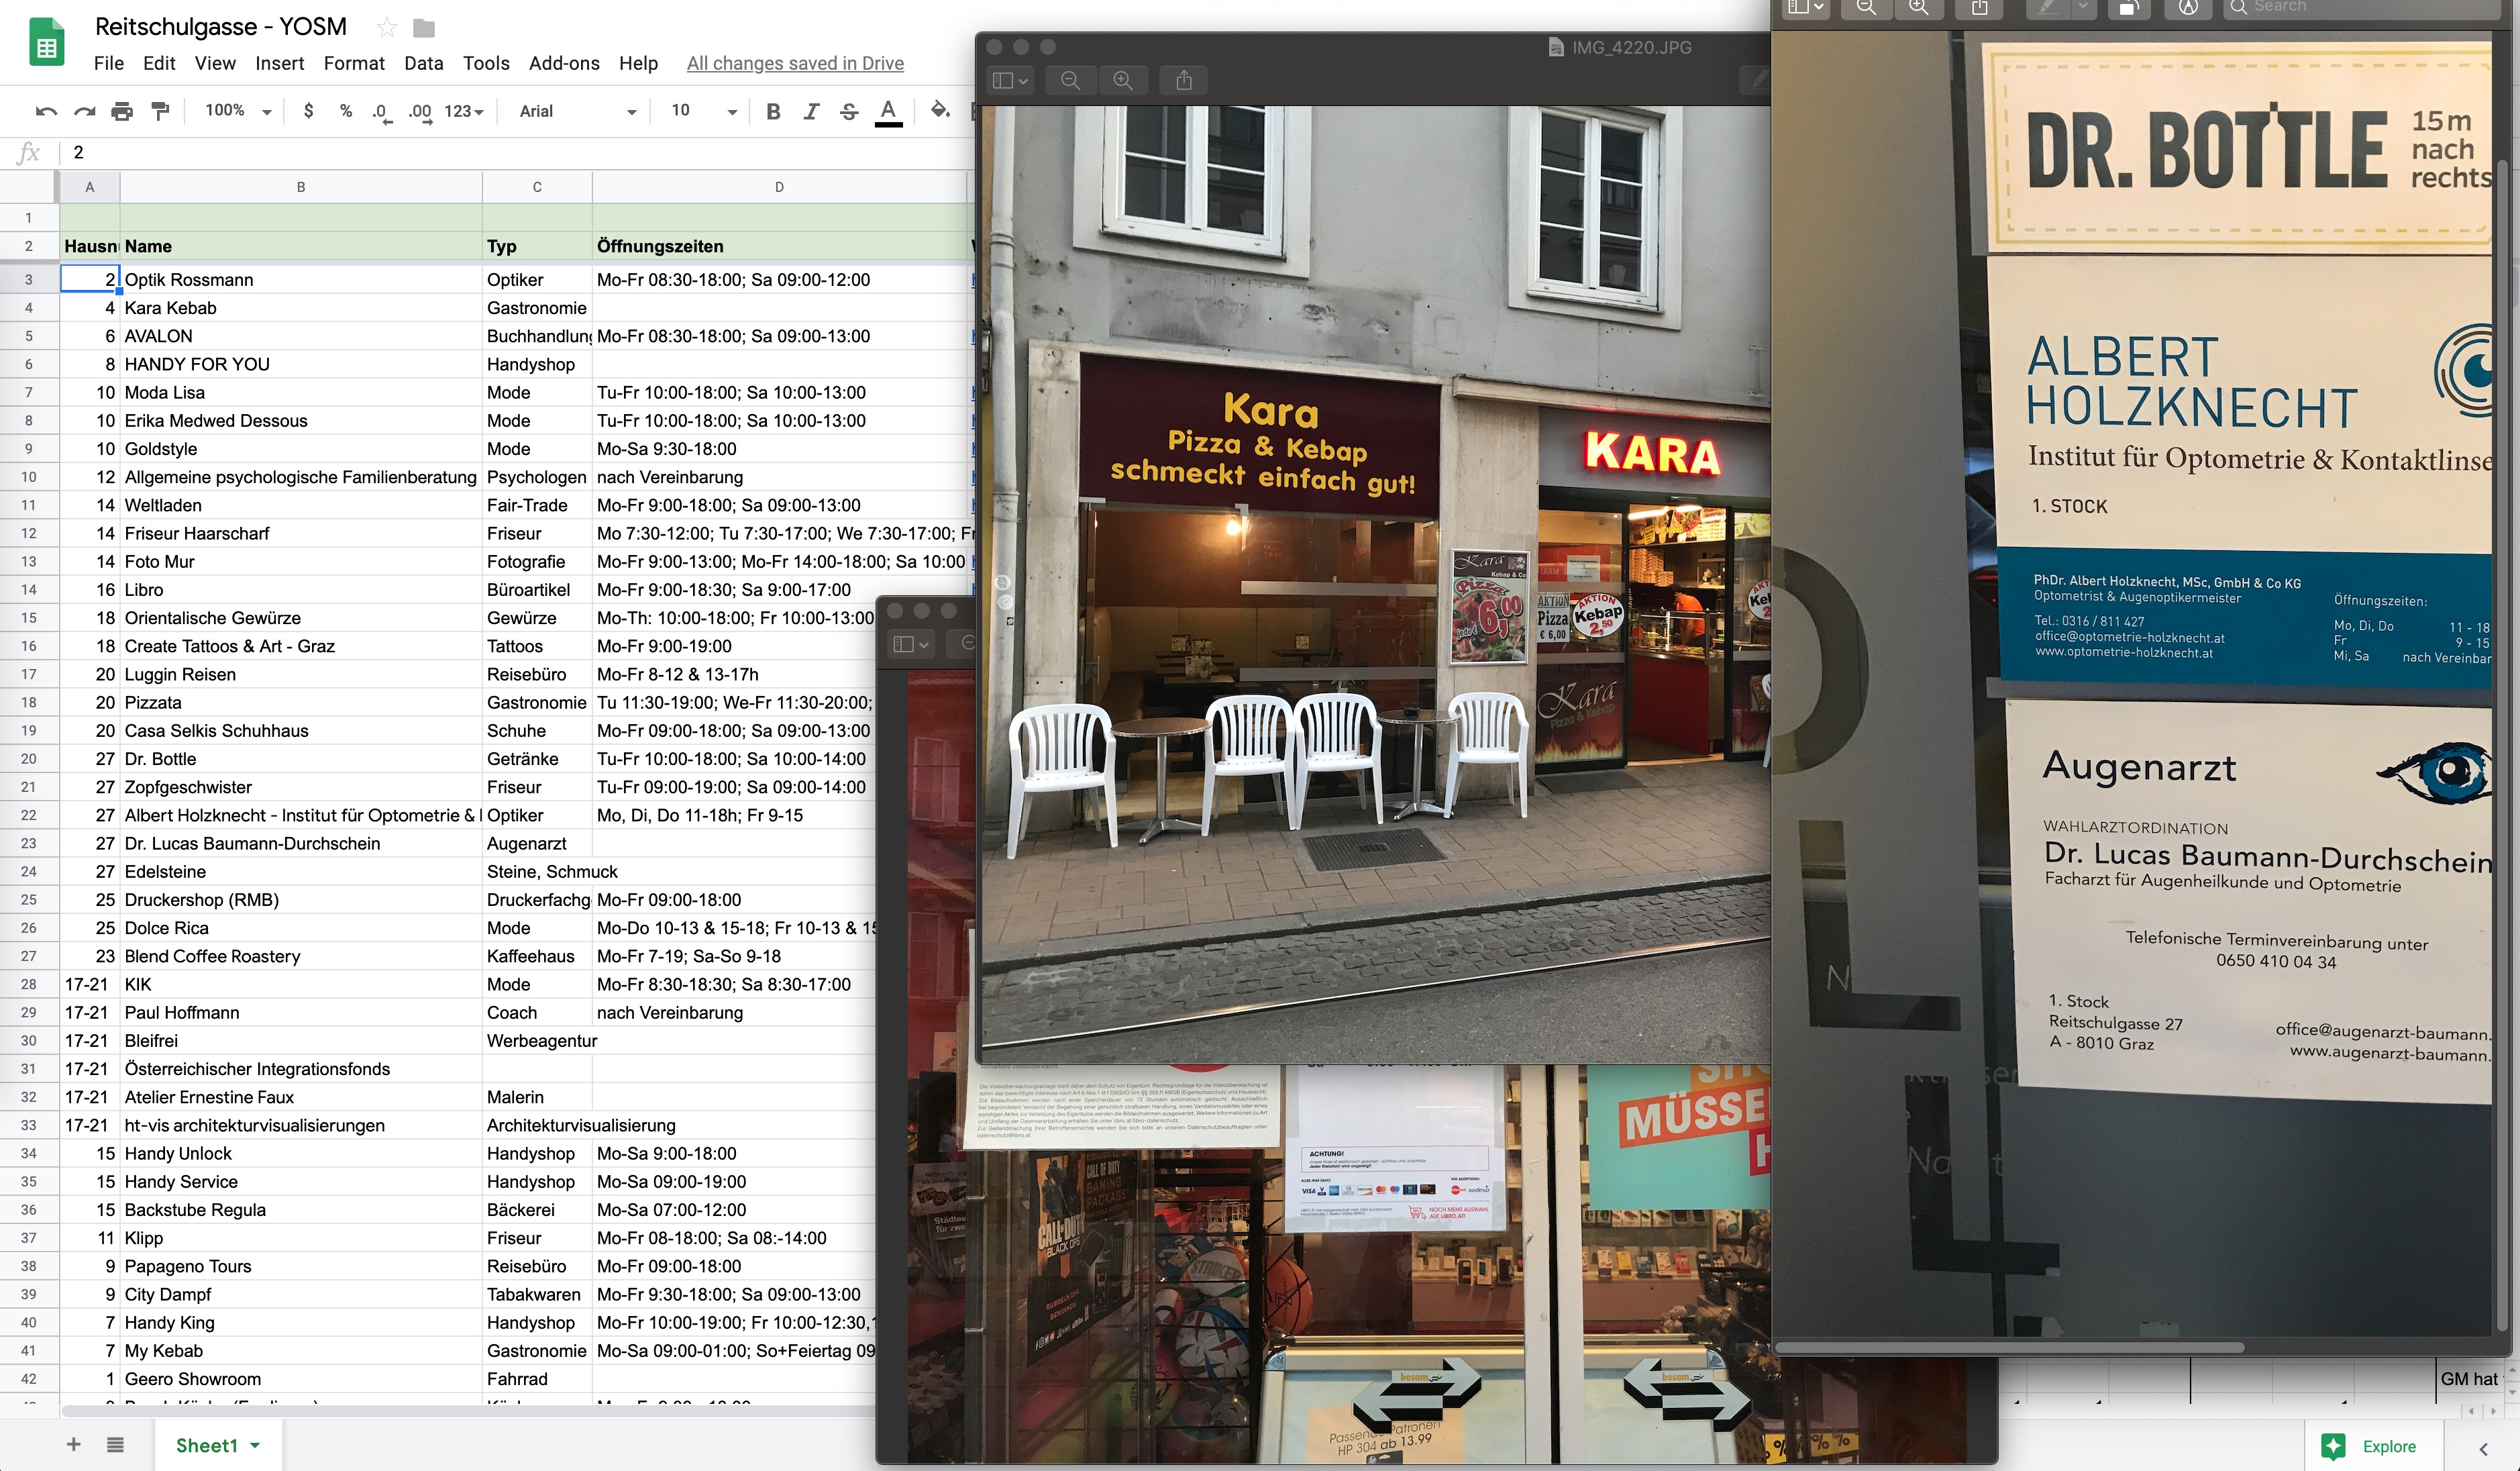 Reitschulgasse - YOSM
File Edit View Insert Format Data Tools Add-ons Help All changes saved in Drive
100% $ % .0 .00 123 Arial 10 B I S A
fx 2
A B C D
1
2 Hausn Name Typ Öffnungszeiten
3 2 Optik Rossmann Optiker Mo-Fr 08:30-18:00; Sa 09:00-12:00
4 4 Kara Kebab Gastronomie
5 6 AVALON Buchhandlung Mo-Fr 08:30-18:00; Sa 09:00-13:00
6 8 HANDY FOR YOU Handyshop
7 10 Moda Lisa Mode Tu-Fr 10:00-18:00; Sa 10:00-13:00
8 10 Erika Medwed Dessous Mode Tu-Fr 10:00-18:00; Sa 10:00-13:00
9 10 Goldstyle Mode Mo-Sa 9:30-18:00
10 12 Allgemeine psychologische Familienberatung Psychologen nach Vereinbarung
11 14 Weltladen Fair-Trade Mo-Fr 9:00-18:00; Sa 09:00-13:00
12 14 Friseur Haarscharf Friseur Mo 7:30-12:00; Tu 7:30-17:00; We 7:30-17:00; Fr
13 14 Foto Mur Fotografie Mo-Fr 9:00-13:00; Mo-Fr 14:00-18:00; Sa 10:00
14 16 Libro Büroartikel Mo-Fr 9:00-18:30; Sa 9:00-17:00
15 18 Orientalische Gewürze Gewürze Mo-Th: 10:00-18:00; Fr 10:00-13:00
16 18 Create Tattoos & Art - Graz Tattoos Mo-Fr 9:00-19:00
17 20 Luggin Reisen Reisebüro Mo-Fr 8-12 & 13-17h
18 20 Pizzata Gastronomie Tu 11:30-19:00; We-Fr 11:30-20:00;
19 20 Casa Selkis Schuhhaus Schuhe Mo-Fr 09:00-18:00; Sa 09:00-13:00
20 27 Dr. Bottle Getränke Tu-Fr 10:00-18:00; Sa 10:00-14:00
21 27 Zopfgeschwister Friseur Tu-Fr 09:00-19:00; Sa 09:00-14:00
22 27 Albert Holzknecht - Institut für Optometrie & Optiker Mo, Di, Do 11-18h; Fr 9-15
23 27 Dr. Lucas Baumann-Durchschein Augenarzt
24 27 Edelsteine Steine, Schmuck
25 25 Druckershop (RMB) Druckerfachg Mo-Fr 09:00-18:00
26 25 Dolce Rica Mode Mo-Do 10-13 & 15-18; Fr 10-13 & 15
27 23 Blend Coffee Roastery Kaffeehaus Mo-Fr 7-19; Sa-So 9-18
28 17-21 KIK Mode Mo-Fr 8:30-18:30; Sa 8:30-17:00
29 17-21 Paul Hoffmann Coach nach Vereinbarung
30 17-21 Bleifrei Werbeagentur
31 17-21 Österreichischer Integrationsfonds
32 17-21 Atelier Ernestine Faux Malerin
33 17-21 ht-vis architekturvisualisierungen Architekturvisualisierung
34 15 Handy Unlock Handyshop Mo-Sa 9:00-18:00
35 15 Handy Service Handyshop Mo-Sa 09:00-19:00
36 15 Backstube Regula Bäckerei Mo-Sa 07:00-12:00
37 11 Klipp Friseur Mo-Fr 08-18:00; Sa 08:-14:00
38 9 Papageno Tours Reisebüro Mo-Fr 09:00-18:00
39 9 City Dampf Tabakwaren Mo-Fr 9:30-18:00; Sa 09:00-13:00
40 7 Handy King Handyshop Mo-Fr 10:00-19:00; Fr 10:00-12:30,
41 7 My Kebab Gastronomie Mo-Sa 09:00-01:00; So+Feiertag 09
42 1 Geero Showroom Fahrrad
GM hat
Sheet1
Explore
IMG_4220.JPG
Kara
Pizza & Kebap
schmeckt einfach gut!
KARA
Kara
Kebab & Co
Pizza
6,00
AKTION
Pizza
€ 6,00
AKTION
Kebap
2,50
Kara
Pizza & Kebap
ACHTUNG!
NOCH MEHR AUSWAHL
AUF LIBRO.AT!
VISA
sodexo
MÜSSE
H
CALL OF DUTY
GAMING
PACKAGE
CALL OF DUTY
BLACK OPS
STRIKER
besam
besam
Passende Patronen
HP 304 ab 13.99
Search
DR. BOTTLE
15 m
nach
rechts
ALBERT
HOLZKNECHT
Institut für Optometrie & Kontaktlinse
1. STOCK
PhDr. Albert Holzknecht, MSc, GmbH & Co KG
Optometrist & Augenoptikermeister
Tel.: 0316 / 811 427
office@optometrie-holzknecht.at
www.optometrie-holzknecht.at
Öffnungszeiten:
Mo, Di, Do 11 - 18
Fr 9 - 15
Mi, Sa nach Vereinbar
Augenarzt
WAHLARZTORDINATION
Dr. Lucas Baumann-Durchschein
Facharzt für Augenheilkunde und Optometrie
Telefonische Terminvereinbarung unter
0650 410 04 34
1. Stock
Reitschulgasse 27
A - 8010 Graz
office@augenarzt-baumann.
www.augenarzt-baumann.